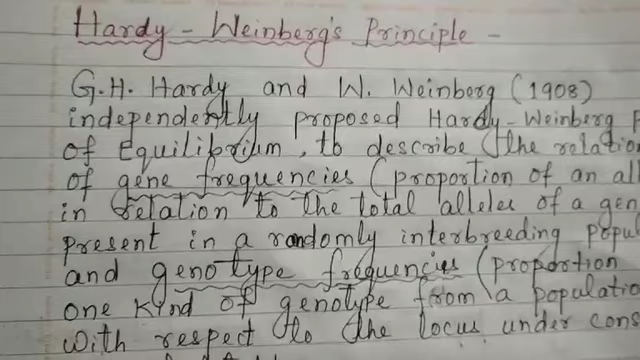 Hardy - Weinberg's Principle -
G.H. Hardy and W. Weinberg (1908)
independently proposed Hardy-Weinberg
of Equilibrium, to describe the
of gene frequencies (proportion of an
in relation to the total alleles of a
present in a randomly interbreeding
and genotype frequencies (proportion
one kind of genotype from a
with respect to the locus under